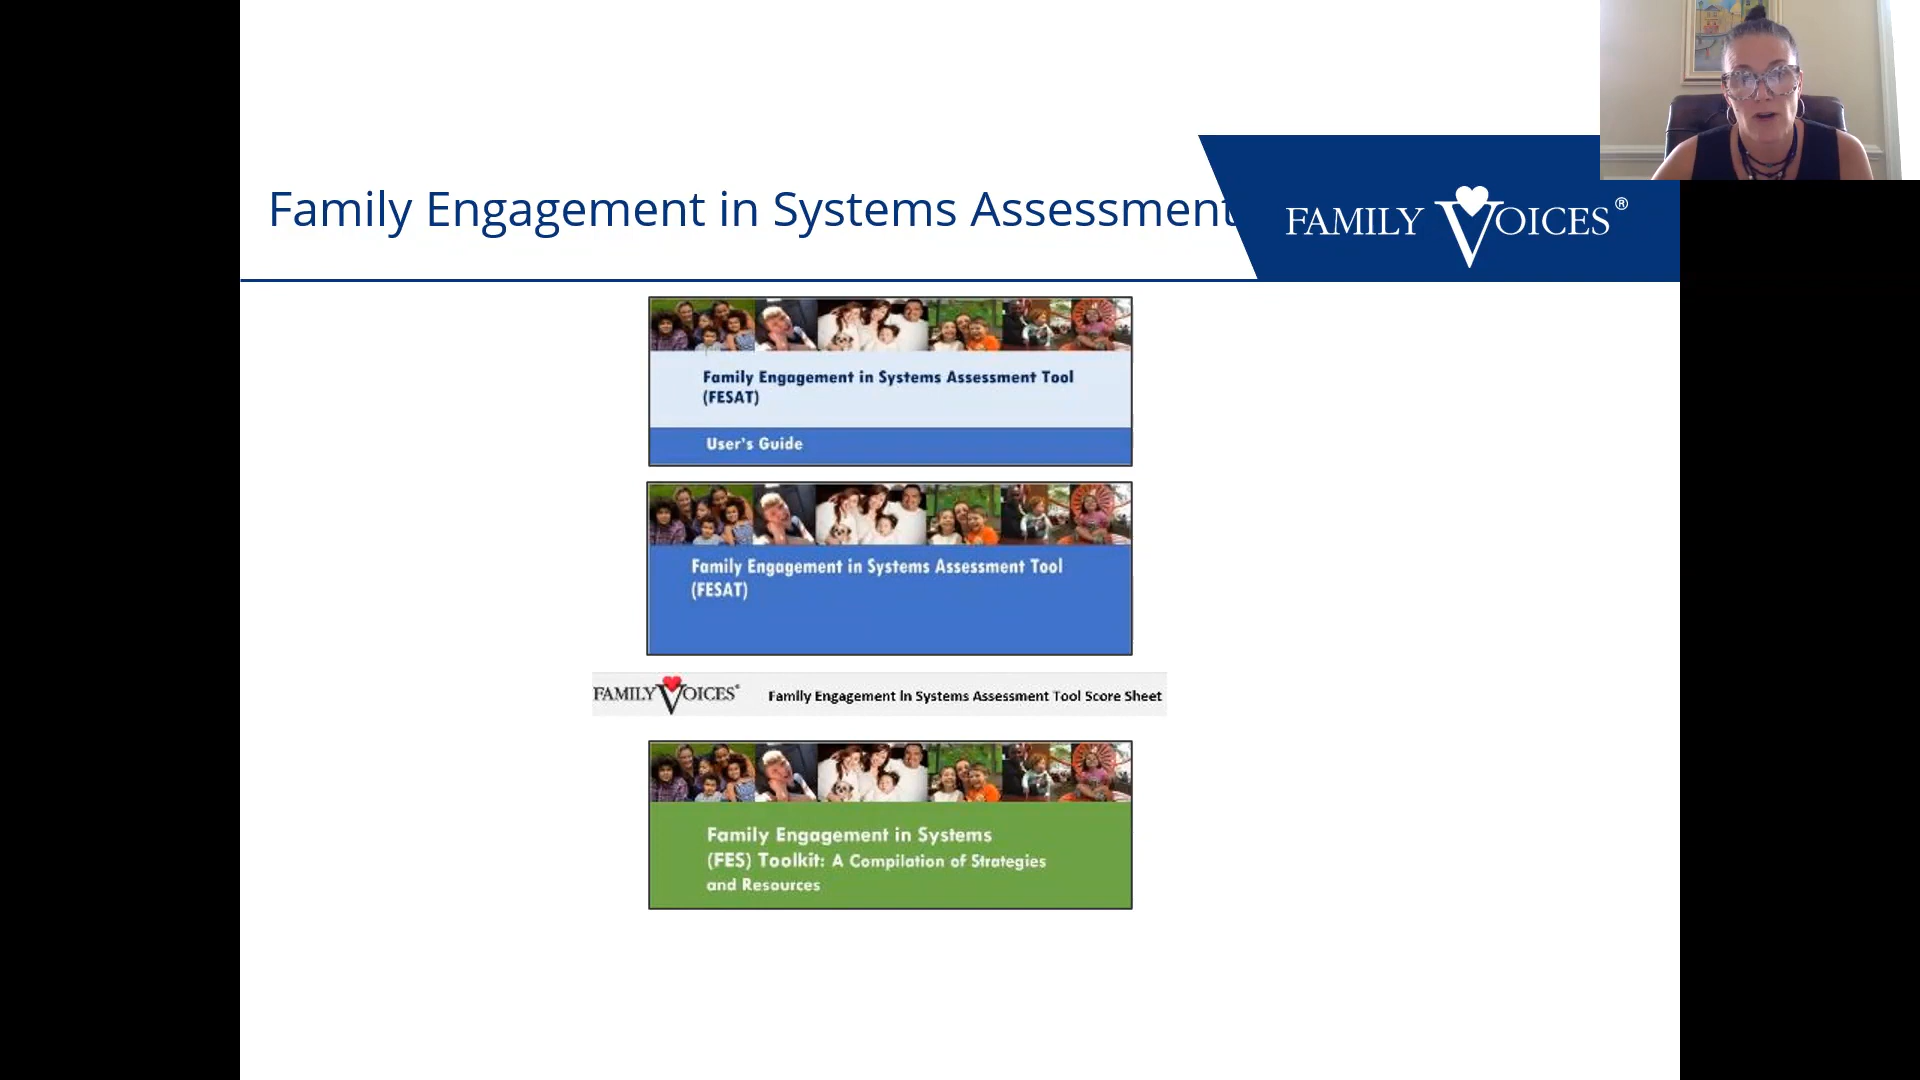 Family Engagement in Systems Assessment
FAMILY VOICES®
Family Engagement in Systems Assessment Tool
(FESAT)
User's Guide
Family Engagement in Systems Assessment Tool
(FESAT)
FAMILY VOICES® Family Engagement in Systems Assessment Tool Score Sheet
Family Engagement in Systems
(FES) Toolkit: A Compilation of Strategies
and Resources